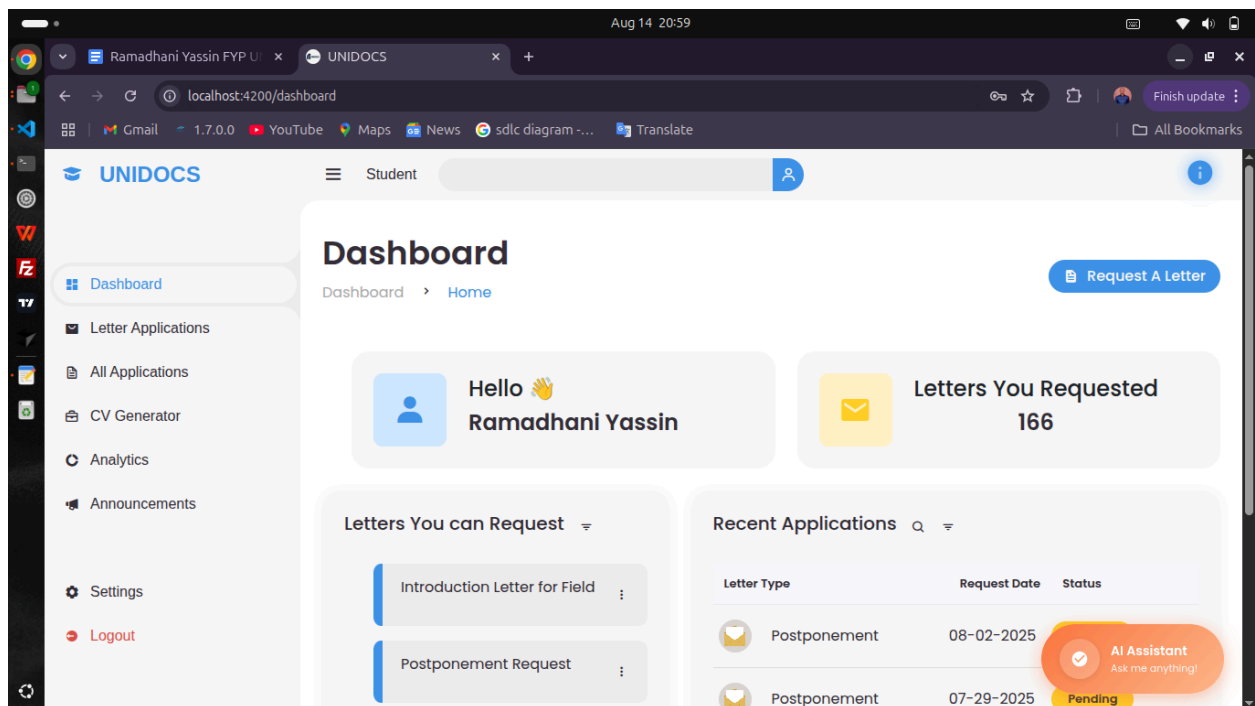 Aug 14 20:59
Ramadhani Yassin FYP U
UNIDOCS
localhost:4200/dashboard
Finish update
Gmail
1.7.0.0
YouTube
Maps
News
sdlc diagram -...
Translate
All Bookmarks
UNIDOCS
Student
Dashboard
Letter Applications
All Applications
CV Generator
Analytics
Announcements
Settings
Logout
Dashboard
Dashboard > Home
Request A Letter
Hello 👋
Ramadhani Yassin
Letters You Requested
166
Letters You can Request
Introduction Letter for Field
Postponement Request
Recent Applications
Letter Type Request Date Status
Postponement 08-02-2025
Postponement 07-29-2025 Pending
AI Assistant
Ask me anything!